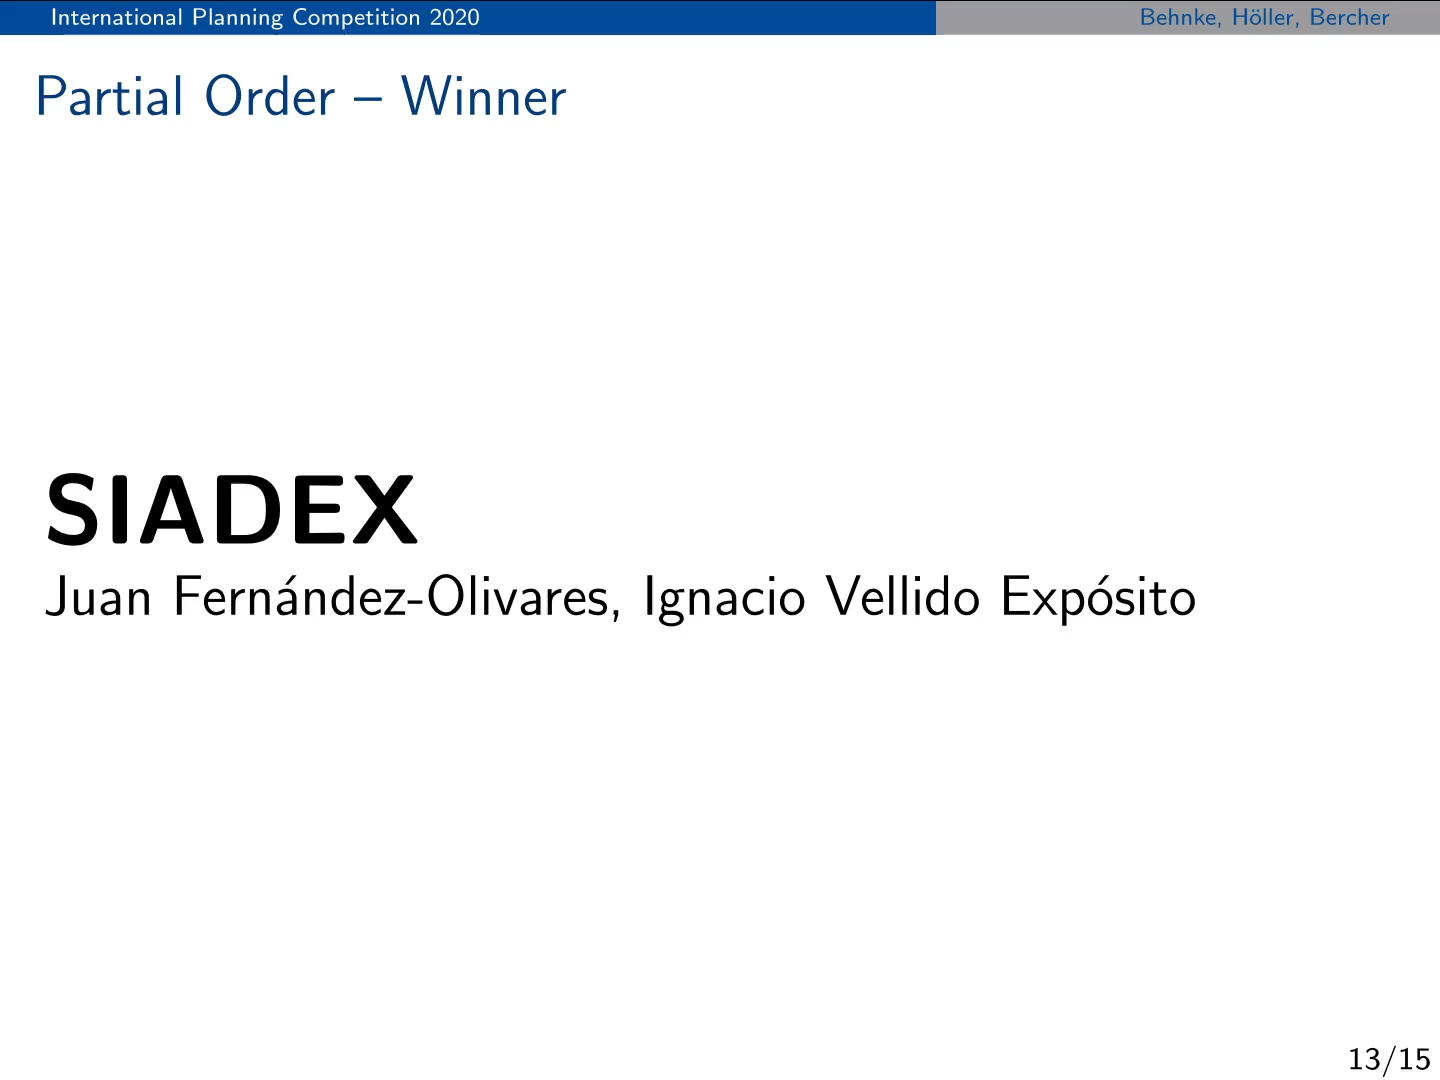 International Planning Competition 2020
Behnke, Höller, Bercher
Partial Order – Winner
SIADEX
Juan Fernández-Olivares, Ignacio Vellido Expósito
13/15